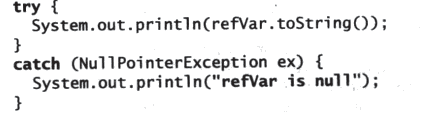 try {
  System.out.println(refVar.toString());
}
catch (NullPointerException ex) {
  System.out.println("refVar is null");
}